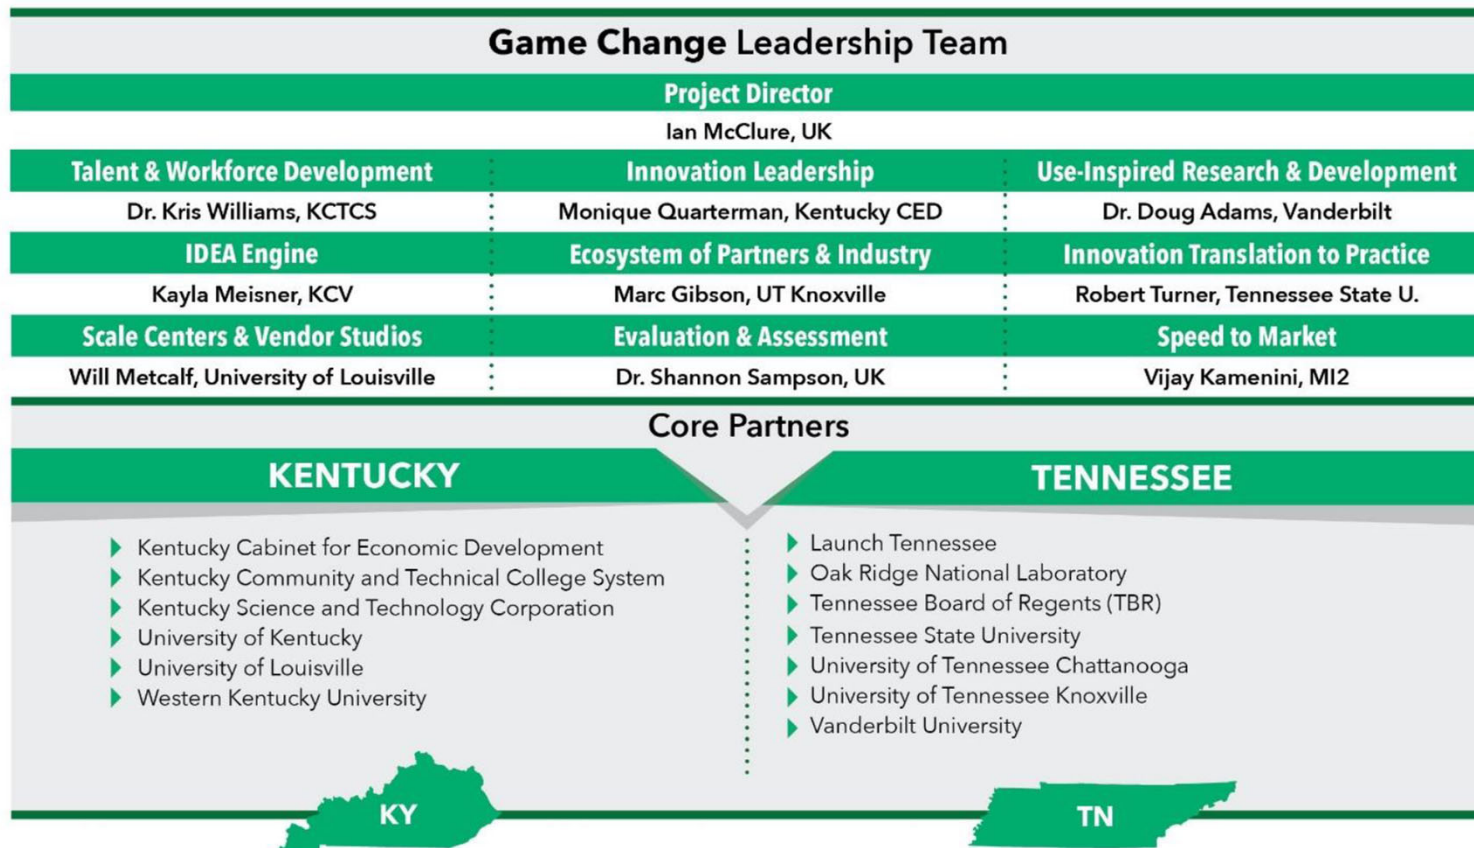 Game Change Leadership Team
Project Director
Ian McClure, UK
Talent & Workforce Development
Dr. Kris Williams, KCTCS
Innovation Leadership
Monique Quarterman, Kentucky CED
Use-Inspired Research & Development
Dr. Doug Adams, Vanderbilt
IDEA Engine
Kayla Meisner, KCV
Ecosystem of Partners & Industry
Marc Gibson, UT Knoxville
Innovation Translation to Practice
Robert Turner, Tennessee State U.
Scale Centers & Vendor Studios
Will Metcalf, University of Louisville
Evaluation & Assessment
Dr. Shannon Sampson, UK
Speed to Market
Vijay Kamenini, MI2
Core Partners
KENTUCKY
Kentucky Cabinet for Economic Development
Kentucky Community and Technical College System
Kentucky Science and Technology Corporation
University of Kentucky
University of Louisville
Western Kentucky University
KY
TENNESSEE
Launch Tennessee
Oak Ridge National Laboratory
Tennessee Board of Regents (TBR)
Tennessee State University
University of Tennessee Chattanooga
University of Tennessee Knoxville
Vanderbilt University
TN